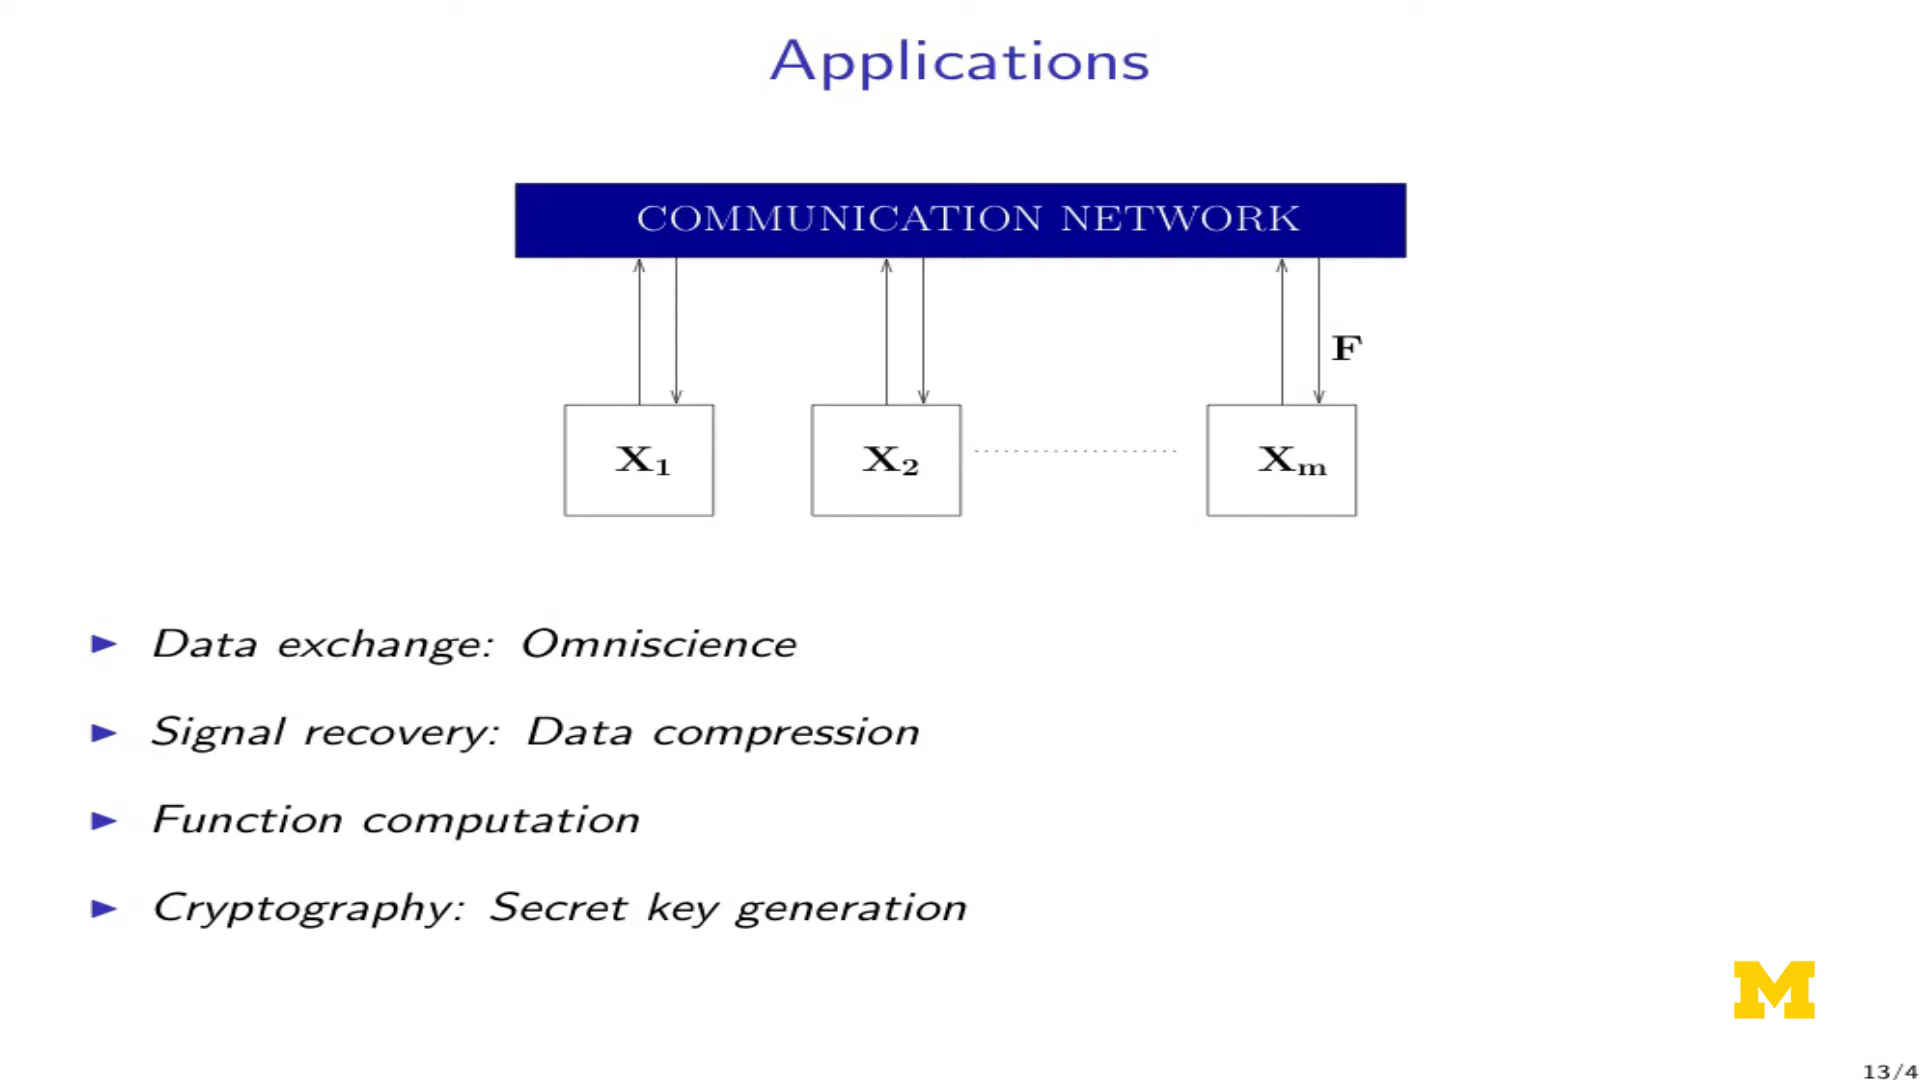 Applications
COMMUNICATION NETWORK
F
X₁ X₂ Xₘ
Data exchange: Omniscience
Signal recovery: Data compression
Function computation
Cryptography: Secret key generation
M
13/4